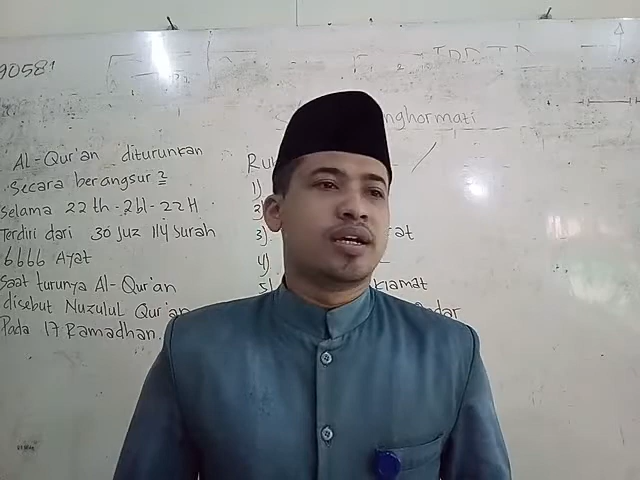 90581
nghormati
Al-Qur'an diturunkan
secara berangsur 2
selama 22 th - 2bl - 22 H
Terdiri dari 30 juz 114 surah
6666 Ayat
saat turunya Al-Qur'an
disebut Nuzulul Qur'an
Pada 17 Ramadhan.
Ru
1)
3)
3).
4)
5)
at
kiamat
adar